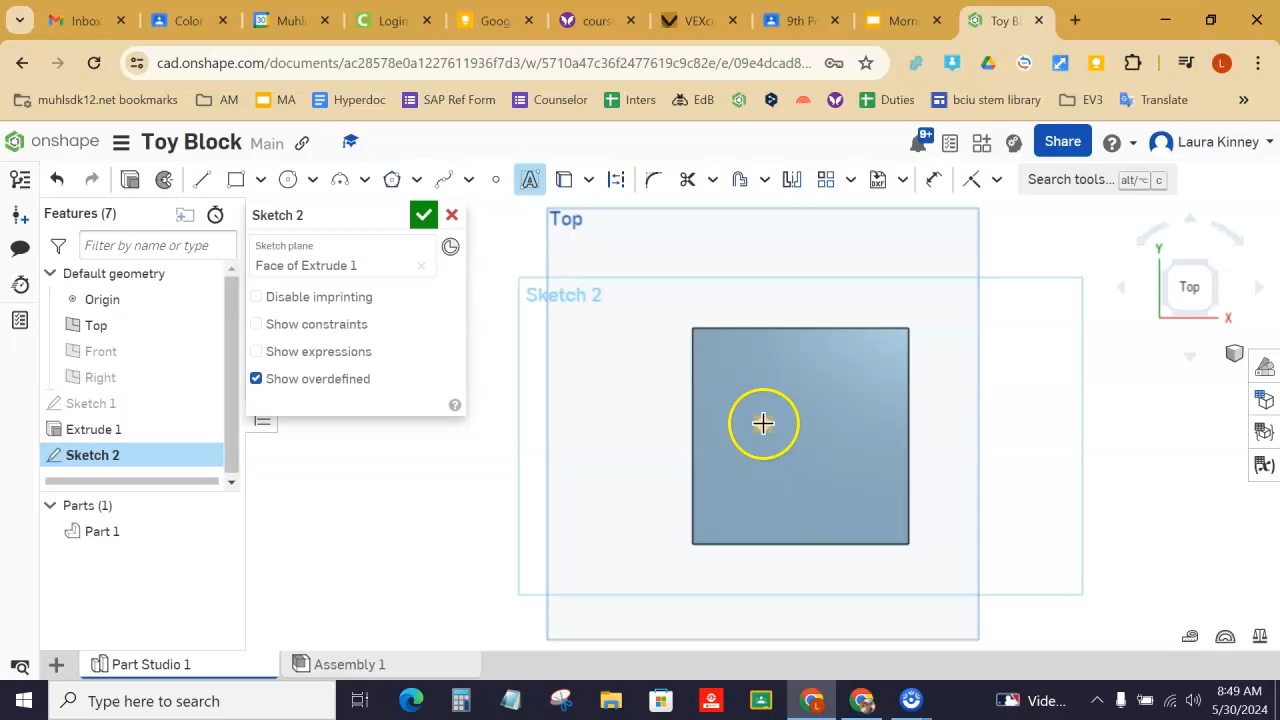 Inbox
Color
Muhl
Login
Goog
cours
VEXco
9th P
Morn
Toy Bl
cad.onshape.com/documents/ac28578e0a1227611936f7d3/w/5710a47c36f2477619c9c82e/e/09e4dcad8...
L
muhlsdk12.net bookmarks
AM
MA
Hyperdoc
SAP Ref Form
Counselor
Inters
EdB
Duties
bciu stem library
EV3
Translate
onshape
Toy Block
Main
9+
Share
Laura Kinney
Search tools...
alt/⌥
c
Features (7)
Filter by name or type
Default geometry
Origin
Top
Front
Right
Sketch 1
Extrude 1
Sketch 2
Parts (1)
Part 1
Sketch 2
Sketch plane
Face of Extrude 1
Disable imprinting
Show constraints
Show expressions
Show overdefined
Top
Sketch 2
Y
Top
X
Part Studio 1
Assembly 1
Type here to search
Vide...
8:49 AM
5/30/2024